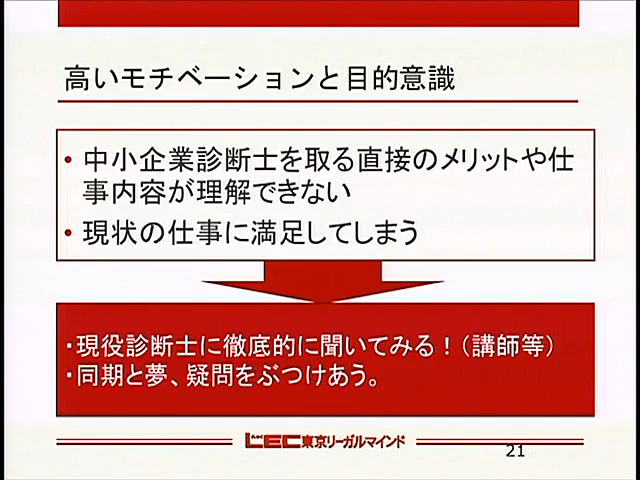 高いモチベーションと目的意識
• 中小企業診断士を取る直接のメリットや仕
事内容が理解できない
• 現状の仕事に満足してしまう
・現役診断士に徹底的に聞いてみる！（講師等）
・同期と夢、疑問をぶつけあう。
LEC東京リーガルマインド
21